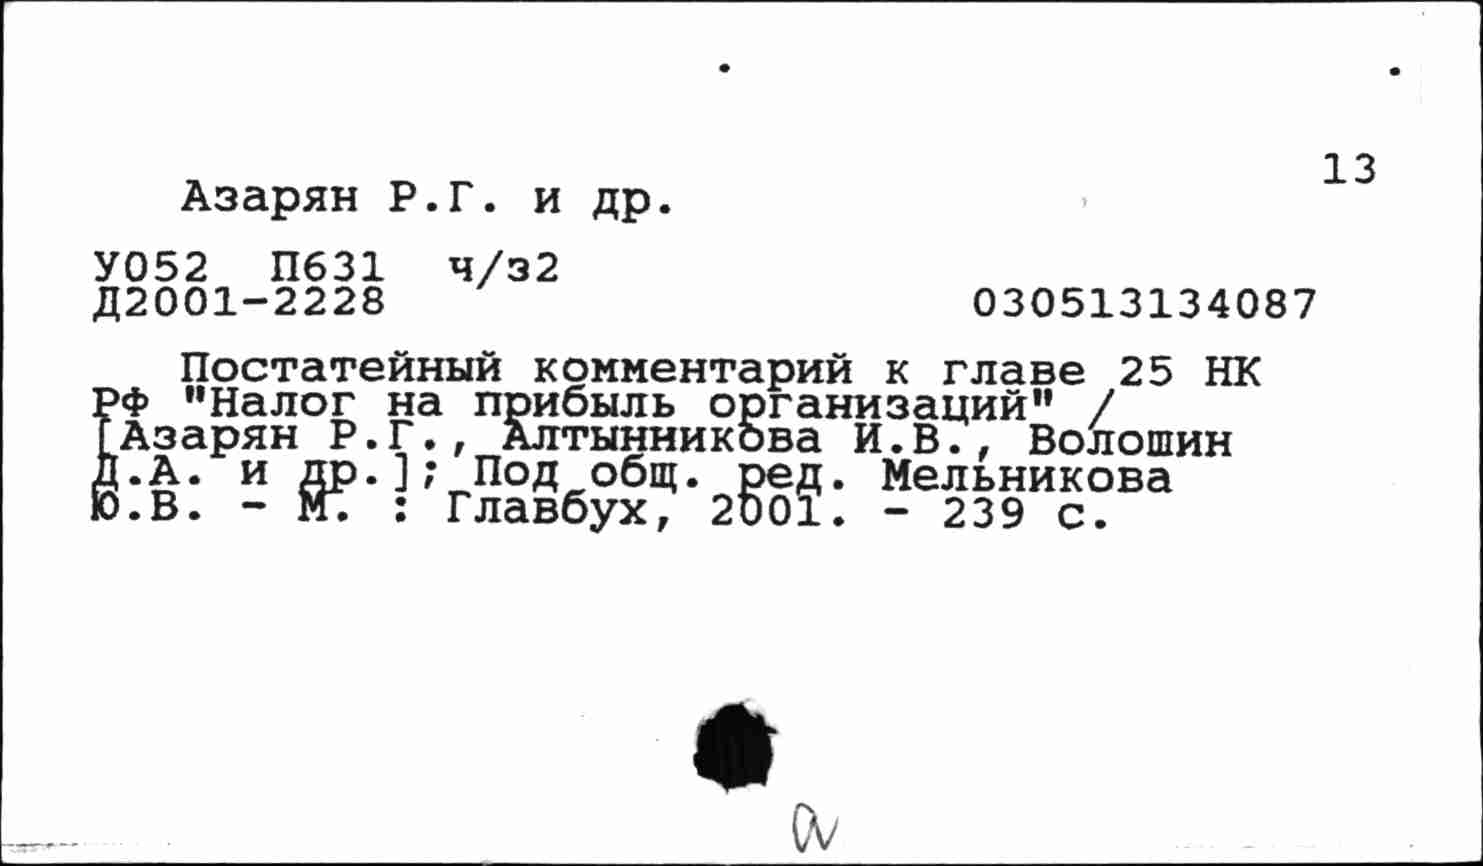 13
Азарян Р.Г. и др.
У052 П631 ч/з2
Д2001-2228 030513134087
Постатейный комментарий к главе 25 НК
РФ "Налог на прибыль организаций" /
[Азарян Р.Г., Алтынникова И.В., Волошин
Д.А. и др.]; Под общ. ред. Мельникова
Ю.В. - М. : Главбух, 2001. - 239 с.
а